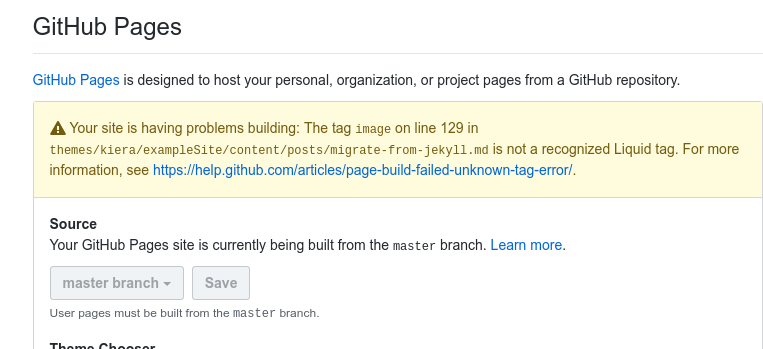 GitHub Pages
GitHub Pages is designed to host your personal, organization, or project pages from a GitHub repository.
Your site is having problems building: The tag image on line 129 in
themes/kiera/exampleSite/content/posts/migrate-from-jekyll.md is not a recognized Liquid tag. For more
information, see https://help.github.com/articles/page-build-failed-unknown-tag-error/.
Source
Your GitHub Pages site is currently being built from the master branch. Learn more.
master branch Save
User pages must be built from the master branch.
Theme Chooser